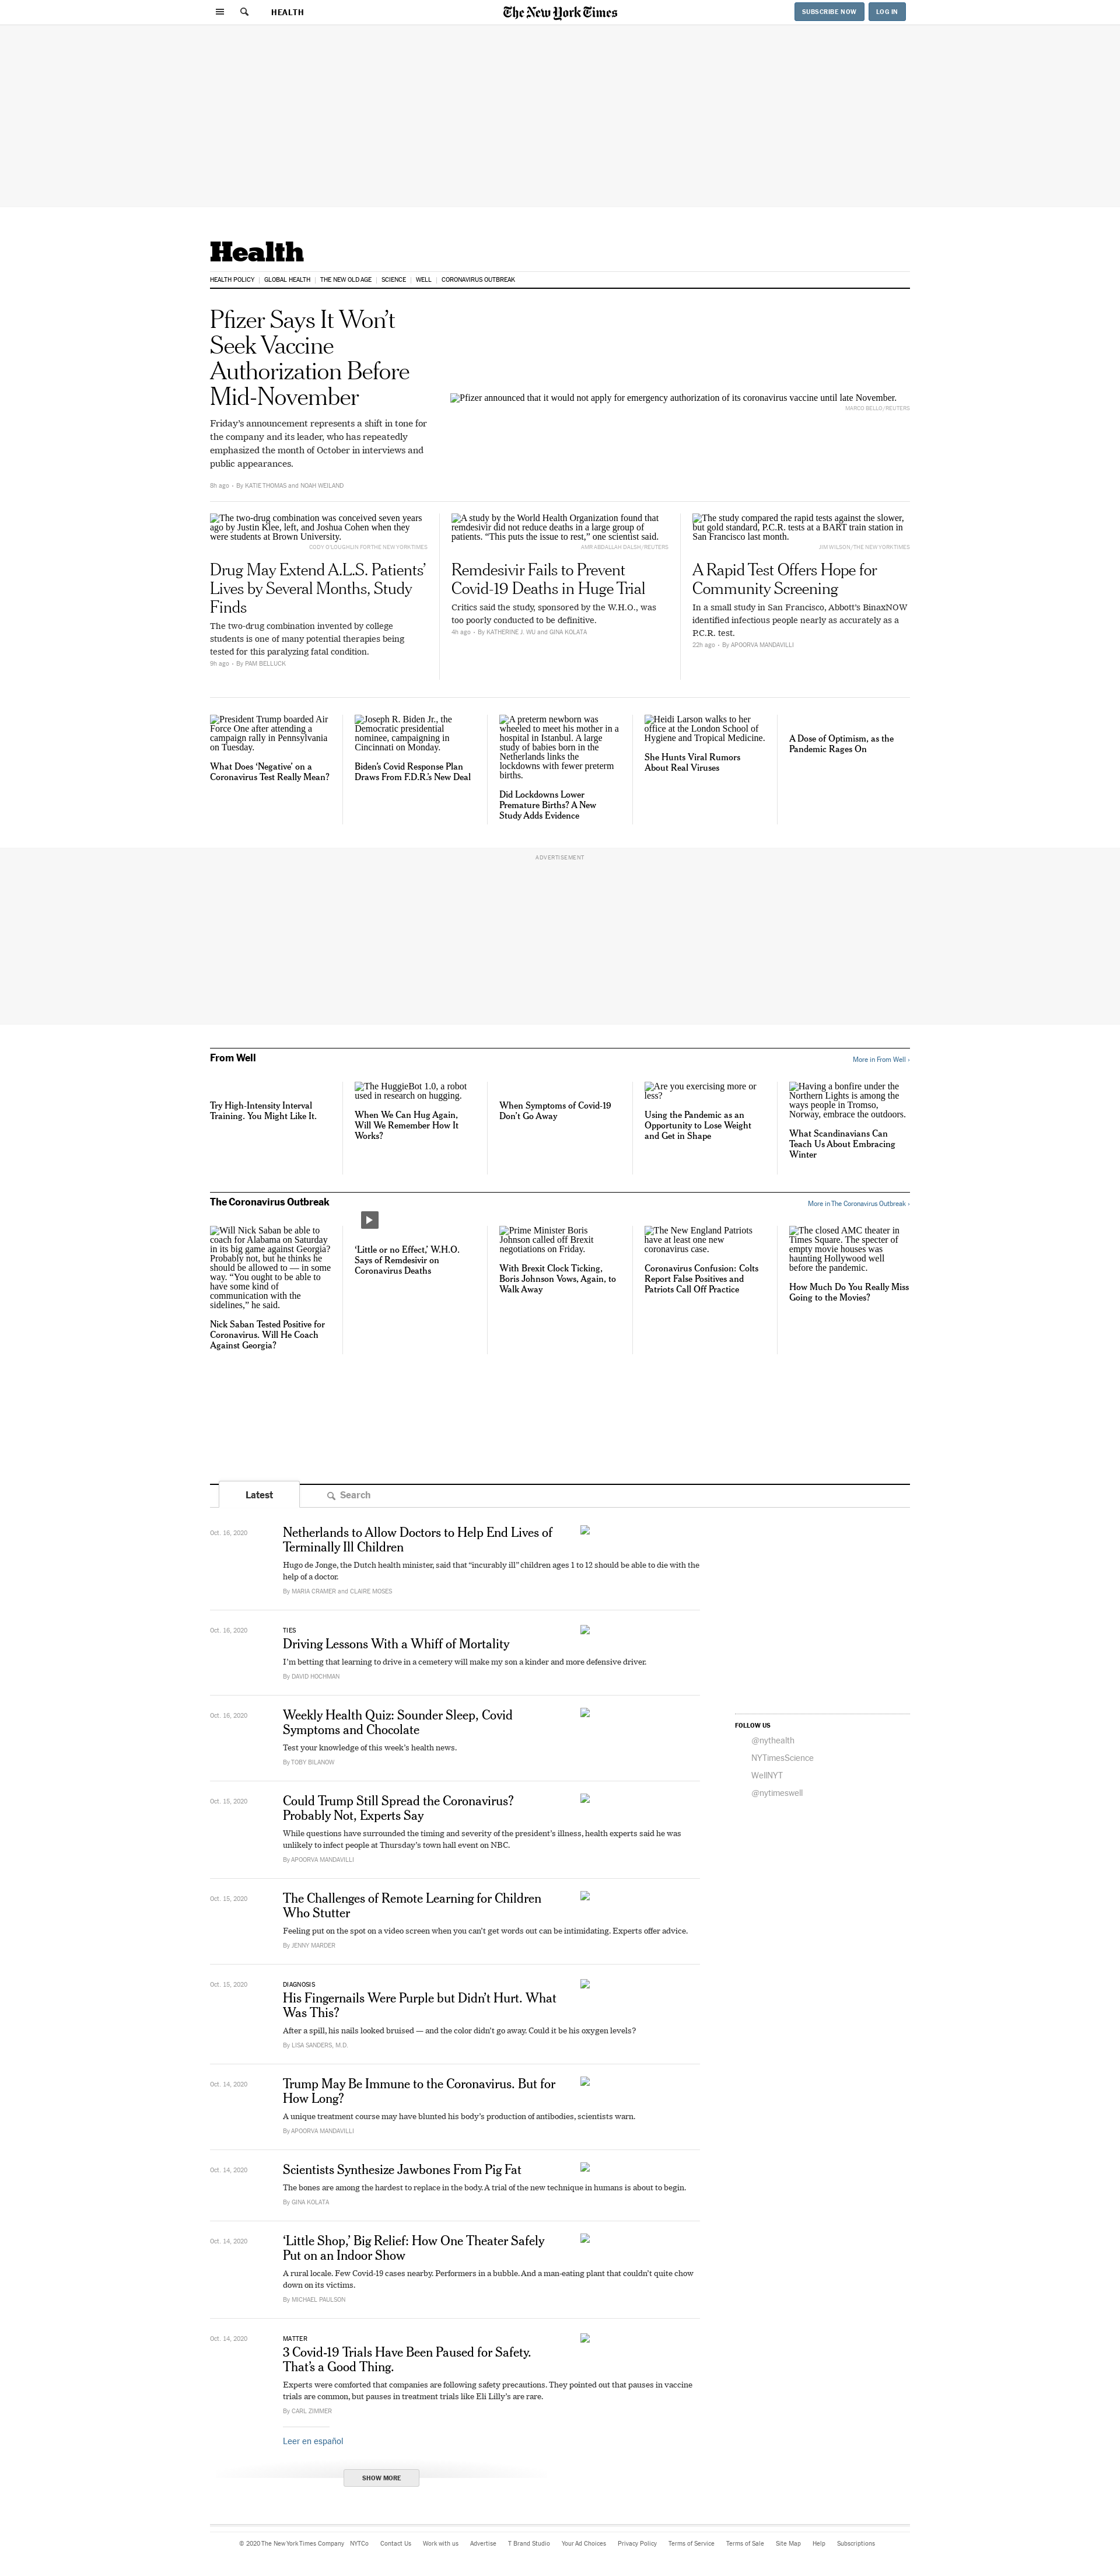 HEALTH
The New York Times
SUBSCRIBE NOW
LOG IN
Health
HEALTH POLICY | GLOBAL HEALTH | THE NEW OLD AGE | SCIENCE | WELL | CORONAVIRUS OUTBREAK
Pfizer Says It Won’t
Seek Vaccine
Authorization Before
Mid-November
Friday’s announcement represents a shift in tone for
the company and its leader, who has repeatedly
emphasized the month of October in interviews and
public appearances.
8h ago • By KATIE THOMAS and NOAH WEILAND
Pfizer announced that it would not apply for emergency authorization of its coronavirus vaccine until late November.
MARCO BELLO/REUTERS
The two-drug combination was conceived seven years
ago by Justin Klee, left, and Joshua Cohen when they
were students at Brown University.
CODY O'LOUGHLIN FOR THE NEW YORK TIMES
Drug May Extend A.L.S. Patients’
Lives by Several Months, Study
Finds
The two-drug combination invented by college
students is one of many potential therapies being
tested for this paralyzing fatal condition.
9h ago • By PAM BELLUCK
A study by the World Health Organization found that
remdesivir did not reduce deaths in a large group of
patients. “This puts the issue to rest,” one scientist said.
AMR ABDALLAH DALSH/REUTERS
Remdesivir Fails to Prevent
Covid-19 Deaths in Huge Trial
Critics said the study, sponsored by the W.H.O., was
too poorly conducted to be definitive.
4h ago • By KATHERINE J. WU and GINA KOLATA
The study compared the rapid tests against the slower,
but gold standard, P.C.R. tests at a BART train station in
San Francisco last month.
JIM WILSON/THE NEW YORK TIMES
A Rapid Test Offers Hope for
Community Screening
In a small study in San Francisco, Abbott’s BinaxNOW
identified infectious people nearly as accurately as a
P.C.R. test.
22h ago • By APOORVA MANDAVILLI
President Trump boarded Air
Force One after attending a
campaign rally in Pennsylvania
on Tuesday.
What Does ‘Negative’ on a
Coronavirus Test Really Mean?
Joseph R. Biden Jr., the
Democratic presidential
nominee, campaigning in
Cincinnati on Monday.
Biden’s Covid Response Plan
Draws From F.D.R.’s New Deal
A preterm newborn was
wheeled to meet his mother in a
hospital in Istanbul. A large
study of babies born in the
Netherlands links the
lockdowns with fewer preterm
births.
Did Lockdowns Lower
Premature Births? A New
Study Adds Evidence
Heidi Larson walks to her
office at the London School of
Hygiene and Tropical Medicine.
She Hunts Viral Rumors
About Real Viruses
A Dose of Optimism, as the
Pandemic Rages On
ADVERTISEMENT
From Well
More in From Well ›
Try High-Intensity Interval
Training. You Might Like It.
The HuggieBot 1.0, a robot
used in research on hugging.
When We Can Hug Again,
Will We Remember How It
Works?
When Symptoms of Covid-19
Don’t Go Away
Are you exercising more or
less?
Using the Pandemic as an
Opportunity to Lose Weight
and Get in Shape
Having a bonfire under the
Northern Lights is among the
ways people in Tromso,
Norway, embrace the outdoors.
What Scandinavians Can
Teach Us About Embracing
Winter
The Coronavirus Outbreak
More in The Coronavirus Outbreak ›
Will Nick Saban be able to
coach for Alabama on Saturday
in its big game against Georgia?
Probably not, but he thinks he
should be allowed to — in some
way. “You ought to be able to
have some kind of
communication with the
sidelines,” he said.
Nick Saban Tested Positive for
Coronavirus. Will He Coach
Against Georgia?
‘Little or no Effect,’ W.H.O.
Says of Remdesivir on
Coronavirus Deaths
Prime Minister Boris
Johnson called off Brexit
negotiations on Friday.
With Brexit Clock Ticking,
Boris Johnson Vows, Again, to
Walk Away
The New England Patriots
have at least one new
coronavirus case.
Coronavirus Confusion: Colts
Report False Positives and
Patriots Call Off Practice
The closed AMC theater in
Times Square. The specter of
empty movie houses was
haunting Hollywood well
before the pandemic.
How Much Do You Really Miss
Going to the Movies?
Latest
Search
Oct. 16, 2020
Netherlands to Allow Doctors to Help End Lives of
Terminally Ill Children
Hugo de Jonge, the Dutch health minister, said that “incurably ill” children ages 1 to 12 should be able to die with the
help of a doctor.
By MARIA CRAMER and CLAIRE MOSES
Oct. 16, 2020
TIES
Driving Lessons With a Whiff of Mortality
I’m betting that learning to drive in a cemetery will make my son a kinder and more defensive driver.
By DAVID HOCHMAN
Oct. 16, 2020
Weekly Health Quiz: Sounder Sleep, Covid
Symptoms and Chocolate
Test your knowledge of this week’s health news.
By TOBY BILANOW
FOLLOW US
@nythealth
NYTimesScience
WellNYT
@nytimeswell
Oct. 15, 2020
Could Trump Still Spread the Coronavirus?
Probably Not, Experts Say
While questions have surrounded the timing and severity of the president’s illness, health experts said he was
unlikely to infect people at Thursday’s town hall event on NBC.
By APOORVA MANDAVILLI
Oct. 15, 2020
The Challenges of Remote Learning for Children
Who Stutter
Feeling put on the spot on a video screen when you can’t get words out can be intimidating. Experts offer advice.
By JENNY MARDER
Oct. 15, 2020
DIAGNOSIS
His Fingernails Were Purple but Didn’t Hurt. What
Was This?
After a spill, his nails looked bruised — and the color didn’t go away. Could it be his oxygen levels?
By LISA SANDERS, M.D.
Oct. 14, 2020
Trump May Be Immune to the Coronavirus. But for
How Long?
A unique treatment course may have blunted his body’s production of antibodies, scientists warn.
By APOORVA MANDAVILLI
Oct. 14, 2020
Scientists Synthesize Jawbones From Pig Fat
The bones are among the hardest to replace in the body. A trial of the new technique in humans is about to begin.
By GINA KOLATA
Oct. 14, 2020
‘Little Shop,’ Big Relief: How One Theater Safely
Put on an Indoor Show
A rural locale. Few Covid-19 cases nearby. Performers in a bubble. And a man-eating plant that couldn’t quite chow
down on its victims.
By MICHAEL PAULSON
Oct. 14, 2020
MATTER
3 Covid-19 Trials Have Been Paused for Safety.
That’s a Good Thing.
Experts were comforted that companies are following safety precautions. They pointed out that pauses in vaccine
trials are common, but pauses in treatment trials like Eli Lilly’s are rare.
By CARL ZIMMER
Leer en español
SHOW MORE
© 2020 The New York Times Company NYTCo Contact Us Work with us Advertise T Brand Studio Your Ad Choices Privacy Policy Terms of Service Terms of Sale Site Map Help Subscriptions